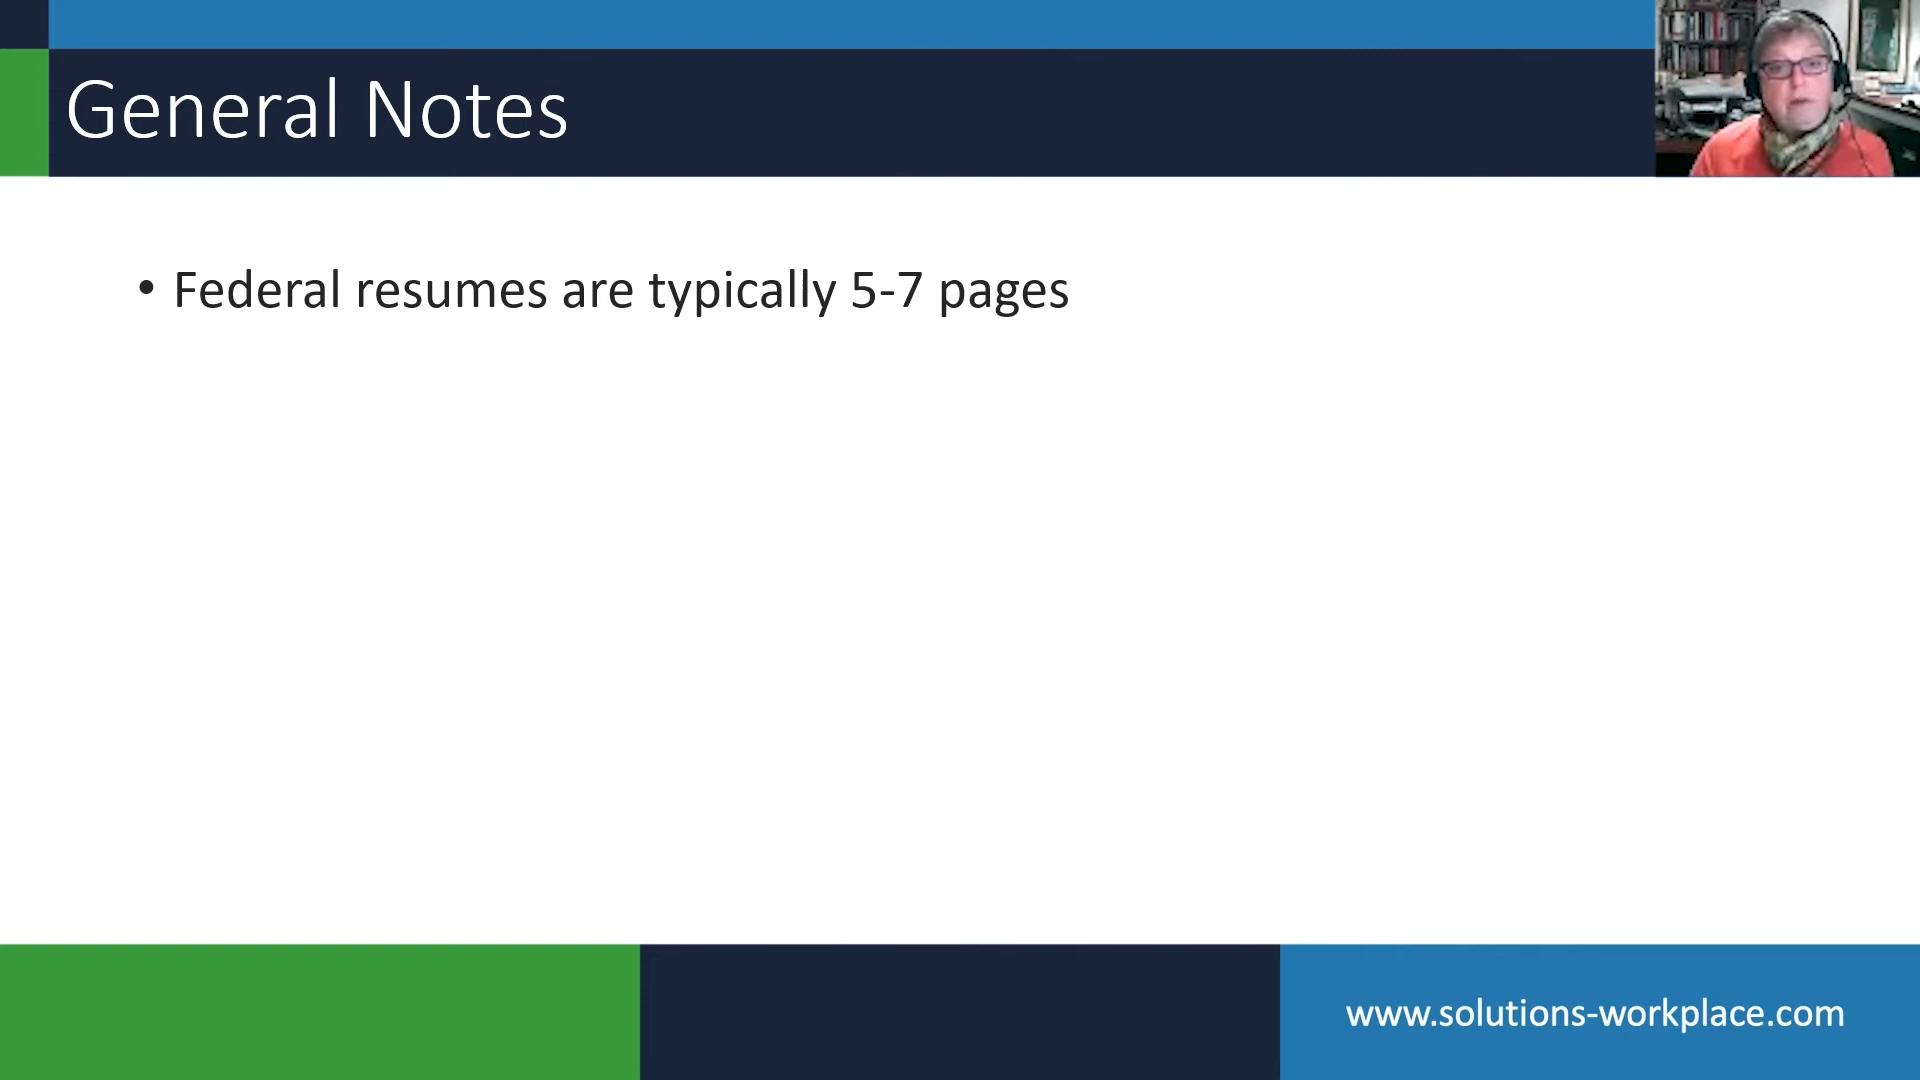 General Notes
• Federal resumes are typically 5-7 pages
www.solutions-workplace.com